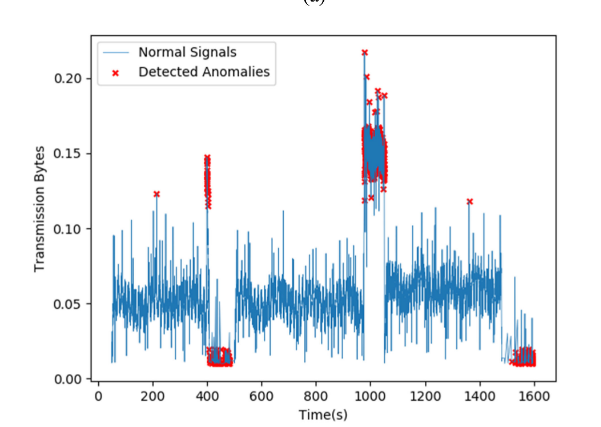 (a)
Normal Signals
Detected Anomalies
0.20
0.15
0.10
0.05
0.00
Transmission Bytes
0 200 400 600 800 1000 1200 1400 1600
Time(s)